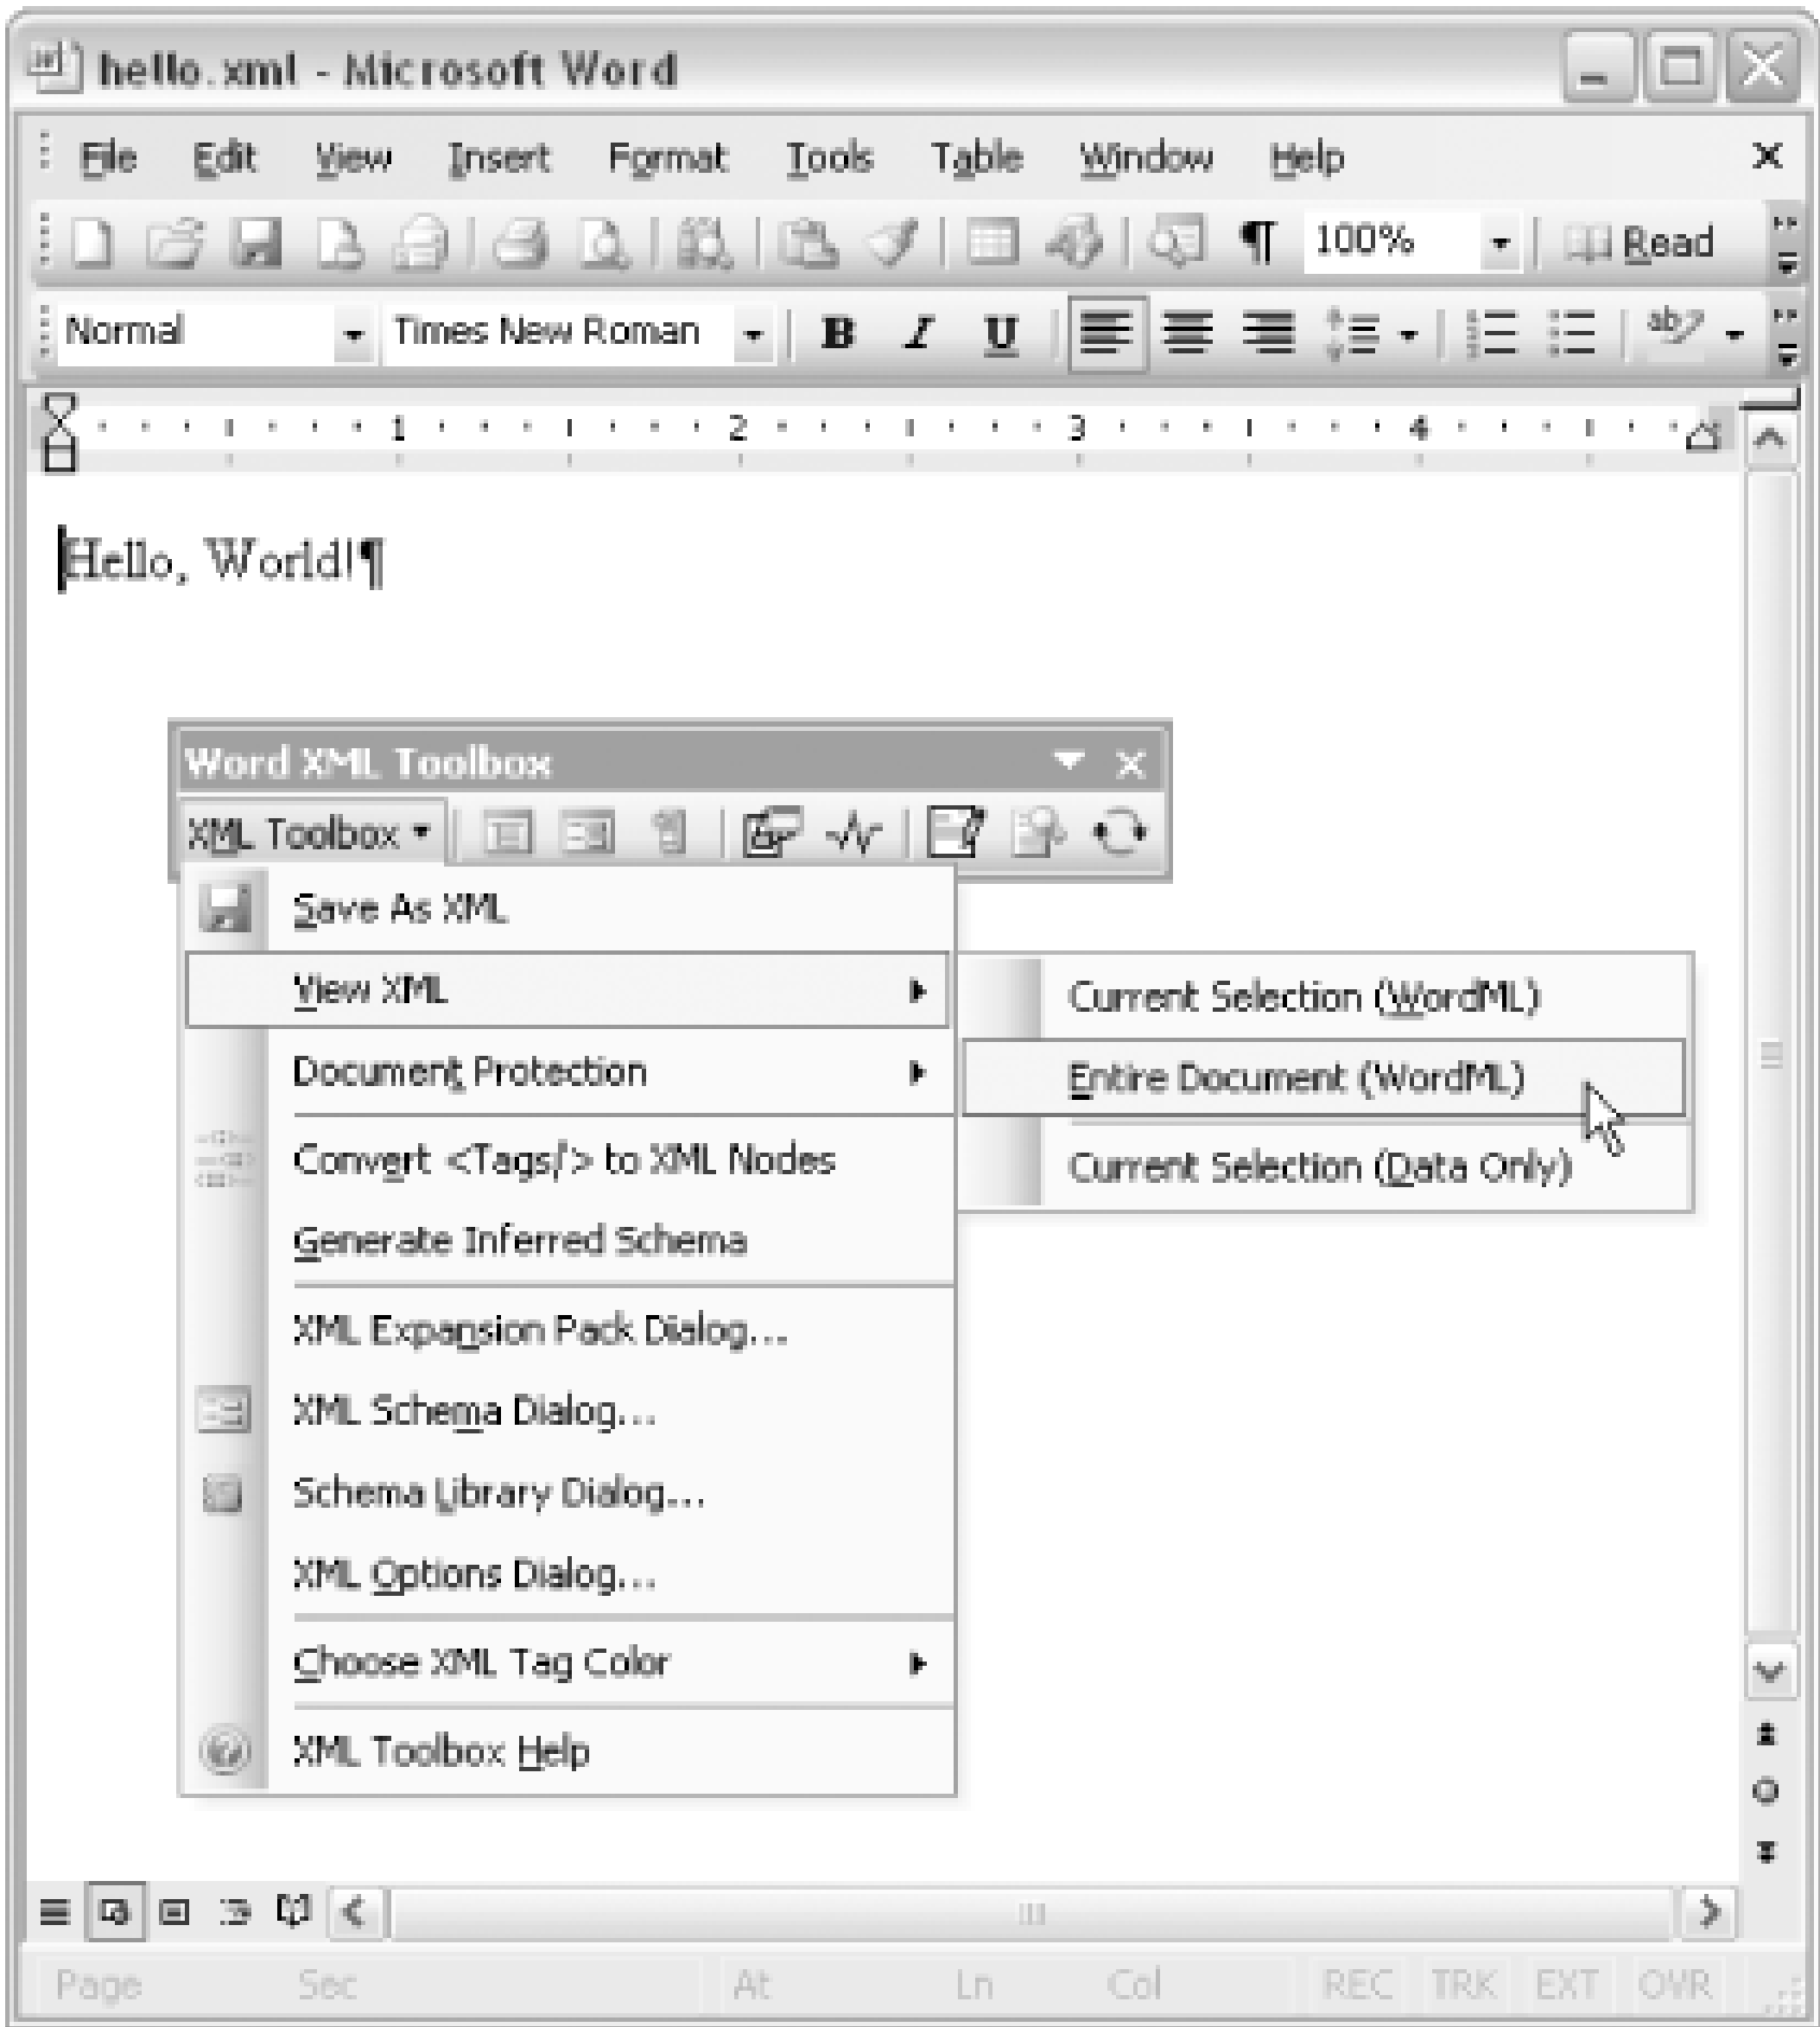 hello.xml - Microsoft Word
File Edit View Insert Format Tools Table Window Help
100% Read
Normal Times New Roman B I U ab
1 2 3 4
Hello, World!¶
Word XML Toolbox
XML Toolbox
Save As XML
View XML
Current Selection (WordML)
Entire Document (WordML)
Current Selection (Data Only)
Document Protection
Convert <Tags/> to XML Nodes
Generate Inferred Schema
XML Expansion Pack Dialog...
XML Schema Dialog...
Schema Library Dialog...
XML Options Dialog...
Choose XML Tag Color
XML Toolbox Help
Page Sec At Ln Col REC TRK EXT OVR